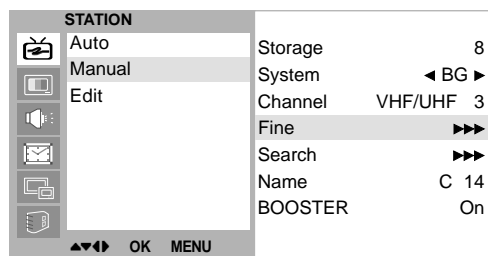 STATION
Auto
Manual
Edit
▲▼◀▶ OK MENU
Storage 8
System ◀ BG ▶
Channel VHF/UHF 3
Fine ▶▶▶
Search ▶▶▶
Name C 14
BOOSTER On